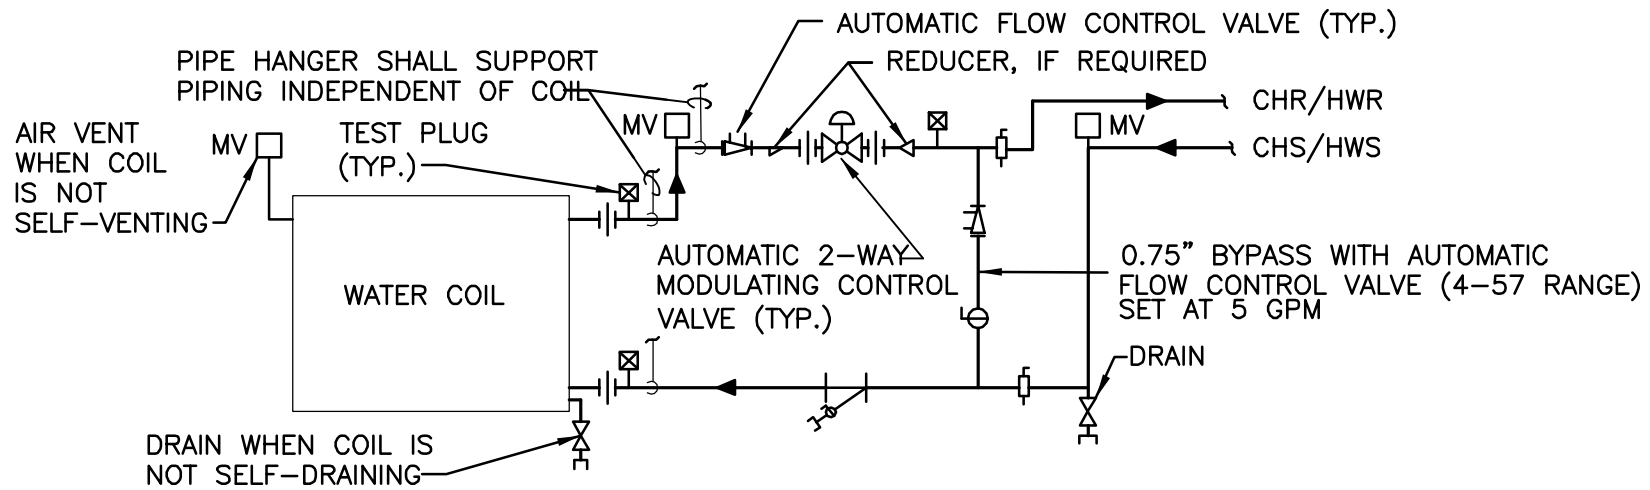 AUTOMATIC FLOW CONTROL VALVE (TYP.)
PIPE HANGER SHALL SUPPORT
PIPING INDEPENDENT OF COIL
REDUCER, IF REQUIRED
CHR/HWR
AIR VENT
WHEN COIL
IS NOT
SELF-VENTING
MV
TEST PLUG
(TYP.)
MV
MV
CHS/HWS
AUTOMATIC 2-WAY
MODULATING CONTROL
VALVE (TYP.)
0.75" BYPASS WITH AUTOMATIC
FLOW CONTROL VALVE (4-57 RANGE)
SET AT 5 GPM
WATER COIL
DRAIN
DRAIN WHEN COIL IS
NOT SELF-DRAINING